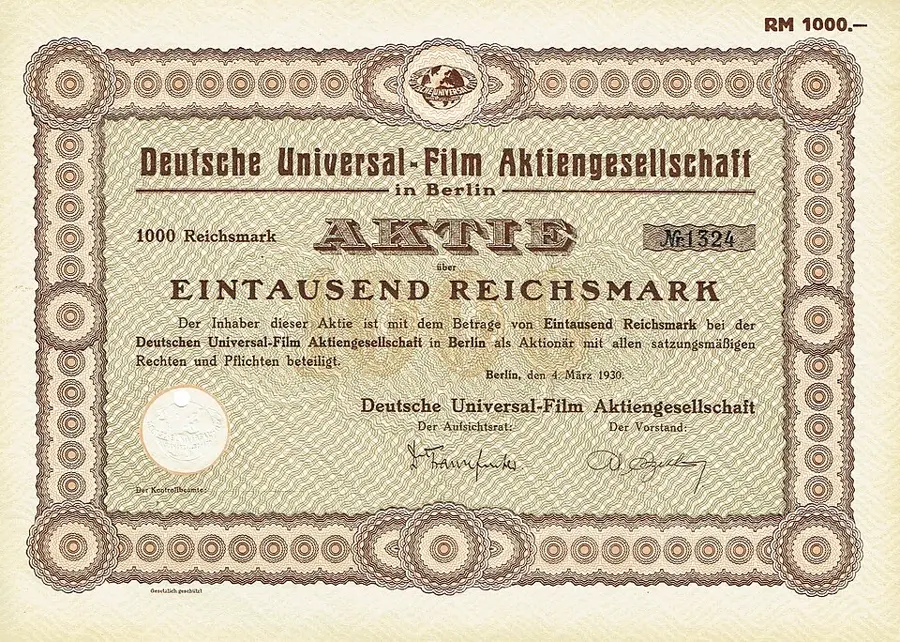 RM 1000.—
Deutsche Universal-Film Aktiengesellschaft
in Berlin
1000 Reichsmark AKTIE Nr. 1324
über
EINTAUSEND REICHSMARK
Der Inhaber dieser Aktie ist mit dem Betrage von Eintausend Reichsmark bei der
Deutschen Universal-Film Aktiengesellschaft in Berlin als Aktionär mit allen satzungsmäßigen
Rechten und Pflichten beteiligt.
Berlin, den 4. März 1930.
Deutsche Universal-Film Aktiengesellschaft
Der Aufsichtsrat: Der Vorstand:
Der Kontrollbeamte:
Gesetzlich geschützt